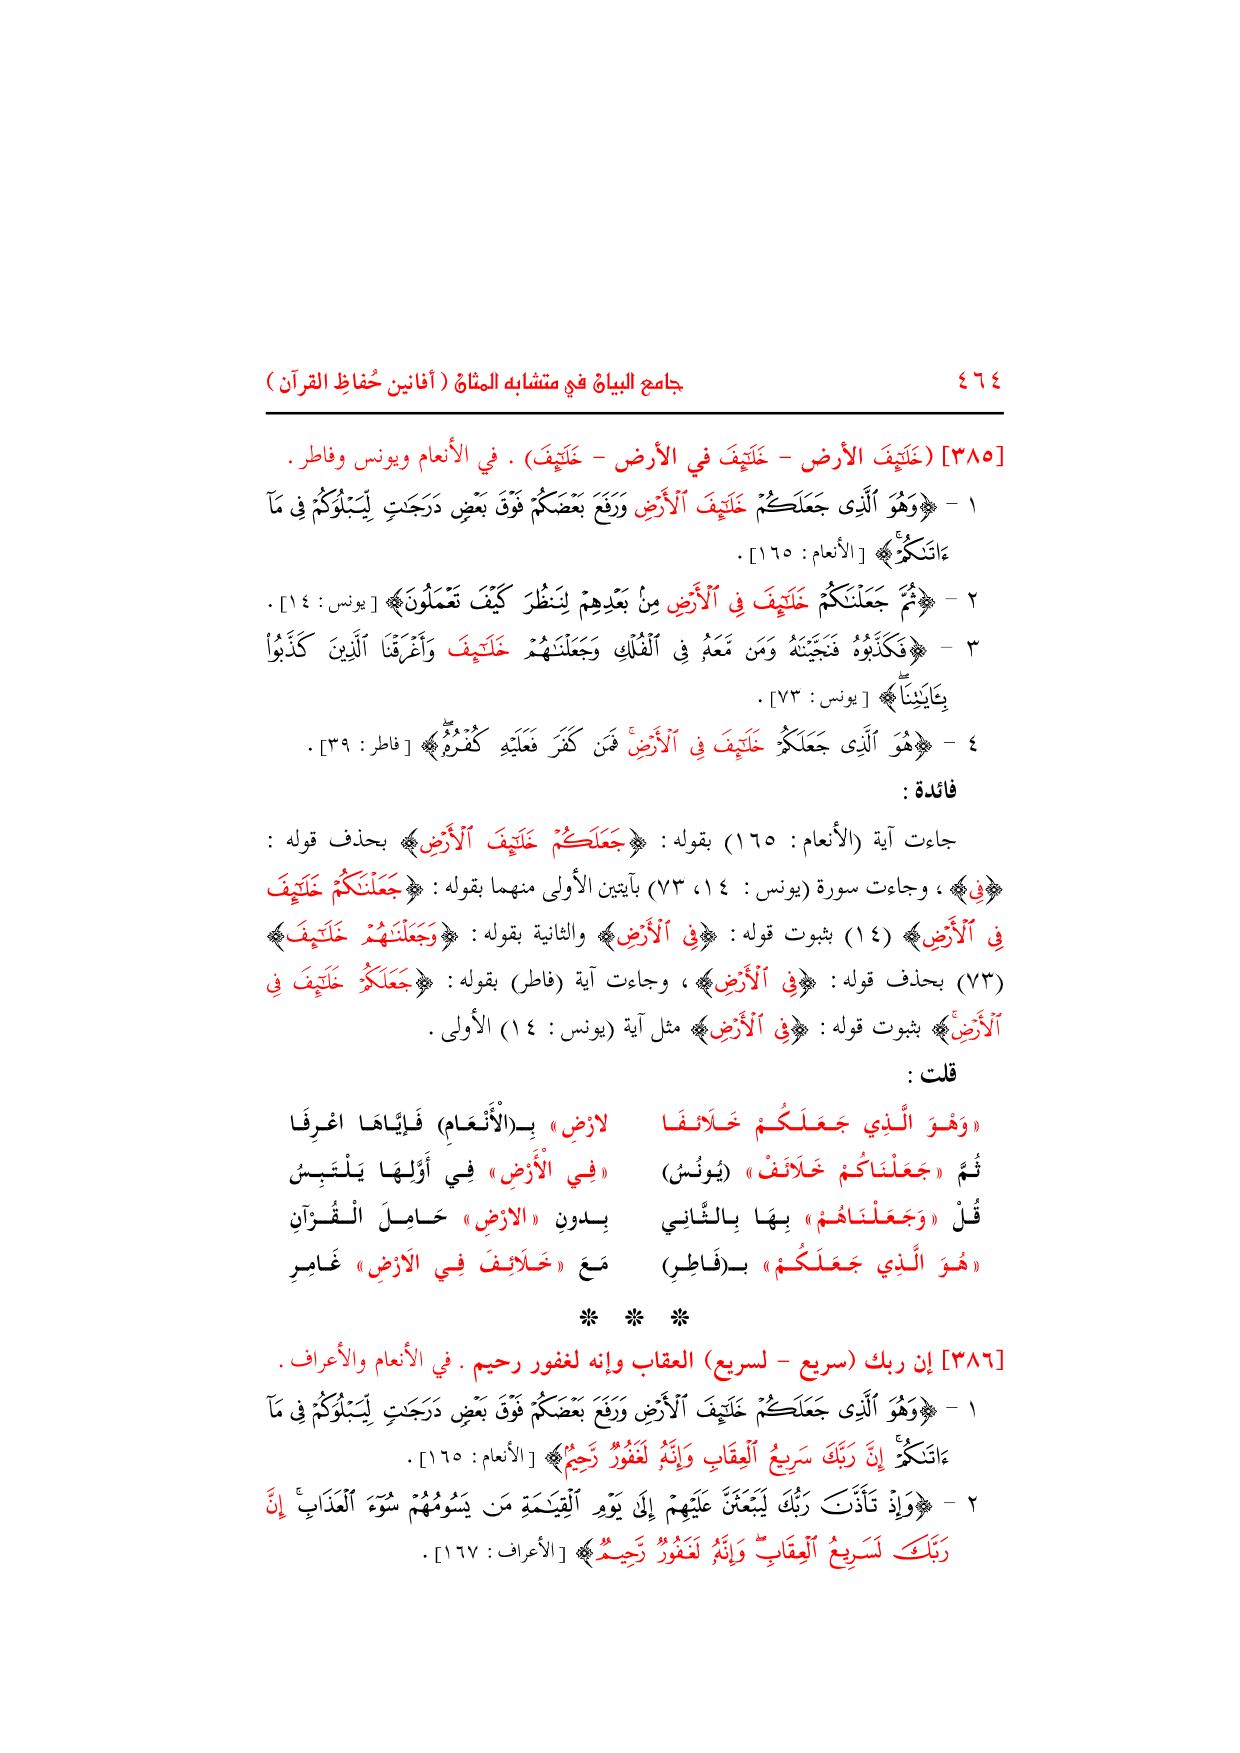 ٤٦٤ جامع البيان في متشابه المثان ( أفانين حُفاظِ القرآن )
[٣٨٥] (خَلَـٰٓئِفَ الأرض – خَلَـٰٓئِفَ في الأرض – خَلَـٰٓئِفَ) . في الأنعام ويونس وفاطر .
١ – ﴿وَهُوَ ٱلَّذِى جَعَلَكُمْ خَلَـٰٓئِفَ ٱلْأَرْضِ وَرَفَعَ بَعْضَكُمْ فَوْقَ بَعْضٍ دَرَجَـٰتٍ لِّيَبْلُوَكُمْ فِى مَآ
ءَاتَىٰكُمْ ۚ﴾ [الأنعام : ١٦٥] .
٢ – ﴿ثُمَّ جَعَلْنَـٰكُمْ خَلَـٰٓئِفَ فِى ٱلْأَرْضِ مِنۢ بَعْدِهِمْ لِنَنظُرَ كَيْفَ تَعْمَلُونَ﴾ [يونس : ١٤] .
٣ – ﴿فَكَذَّبُوهُ فَنَجَّيْنَـٰهُ وَمَن مَّعَهُۥ فِى ٱلْفُلْكِ وَجَعَلْنَـٰهُمْ خَلَـٰٓئِفَ وَأَغْرَقْنَا ٱلَّذِينَ كَذَّبُوا۟
بِـَٔايَـٰتِنَا ۖ﴾ [يونس : ٧٣] .
٤ – ﴿هُوَ ٱلَّذِى جَعَلَكُمْ خَلَـٰٓئِفَ فِى ٱلْأَرْضِ ۚ فَمَن كَفَرَ فَعَلَيْهِ كُفْرُهُۥ ۖ﴾ [فاطر : ٣٩] .
فائدة :
جاءت آية (الأنعام : ١٦٥) بقوله : ﴿جَعَلَكُمْ خَلَـٰٓئِفَ ٱلْأَرْضِ﴾ بحذف قوله :
﴿فِى﴾ ، وجاءت سورة (يونس : ١٤، ٧٣) بآيتين الأولى منهما بقوله : ﴿جَعَلْنَـٰكُمْ خَلَـٰٓئِفَ
فِى ٱلْأَرْضِ﴾ (١٤) بثبوت قوله : ﴿فِى ٱلْأَرْضِ﴾ والثانية بقوله : ﴿وَجَعَلْنَـٰهُمْ خَلَـٰٓئِفَ﴾
(٧٣) بحذف قوله : ﴿فِى ٱلْأَرْضِ﴾ ، وجاءت آية (فاطر) بقوله : ﴿جَعَلَكُمْ خَلَـٰٓئِفَ فِى
ٱلْأَرْضِ ۚ﴾ بثبوت قوله : ﴿فِى ٱلْأَرْضِ﴾ مثل آية (يونس : ١٤) الأولى .
قلت :
«وَهْوَ الَّذِي جَعَلَكُمْ خَلَائفَا لارْضِ» بِـ(الْأَنْعَامِ) فَإيَّاهَا اعْرِفَا
ثُمَّ «جَعَلْنَاكُمْ خَلَائَفْ» (يُونُسُ) «فِي الْأَرْضِ» فِي أَوَّلِهَا يَلْتَبِسُ
قُلْ «وَجَعَلْنَاهُمْ» بِهَا بِالثَّانِي بِدونِ «الارْضِ» حَامِلَ الْقُرْآنِ
«هُوَ الَّذِي جَعَلَكُمْ» بـ(فَاطِرِ) مَعَ «خَلَائِفَ فِي الَارْضِ» غَامِرِ
❊ ❊ ❊
[٣٨٦] إن ربك (سريع – لسريع) العقاب وإنه لغفور رحيم . في الأنعام والأعراف .
١ – ﴿وَهُوَ ٱلَّذِى جَعَلَكُمْ خَلَـٰٓئِفَ ٱلْأَرْضِ وَرَفَعَ بَعْضَكُمْ فَوْقَ بَعْضٍ دَرَجَـٰتٍ لِّيَبْلُوَكُمْ فِى مَآ
ءَاتَىٰكُمْ ۚ إِنَّ رَبَّكَ سَرِيعُ ٱلْعِقَابِ وَإِنَّهُۥ لَغَفُورٌ رَّحِيمٌۢ﴾ [الأنعام : ١٦٥] .
٢ – ﴿وَإِذْ تَأَذَّنَ رَبُّكَ لَيَبْعَثَنَّ عَلَيْهِمْ إِلَىٰ يَوْمِ ٱلْقِيَـٰمَةِ مَن يَسُومُهُمْ سُوٓءَ ٱلْعَذَابِ ۗ إِنَّ
رَبَّكَ لَسَرِيعُ ٱلْعِقَابِ ۖ وَإِنَّهُۥ لَغَفُورٌ رَّحِيمٌ﴾ [الأعراف : ١٦٧] .